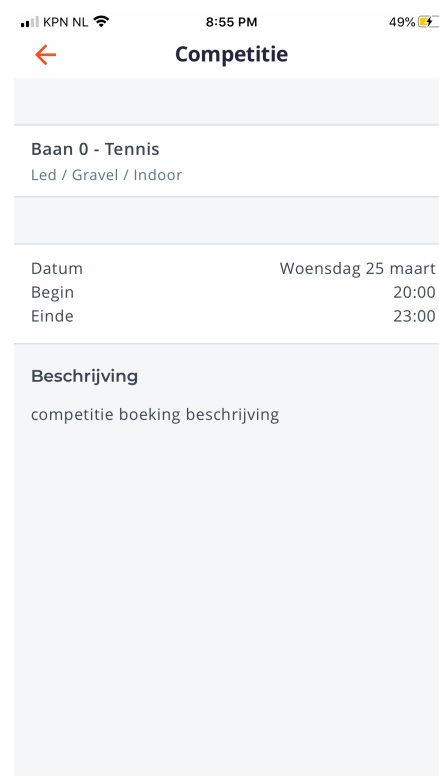 KPN NL 8:55 PM 49%
Competitie
Baan 0 - Tennis
Led / Gravel / Indoor
Datum Woensdag 25 maart
Begin 20:00
Einde 23:00
Beschrijving
competitie boeking beschrijving